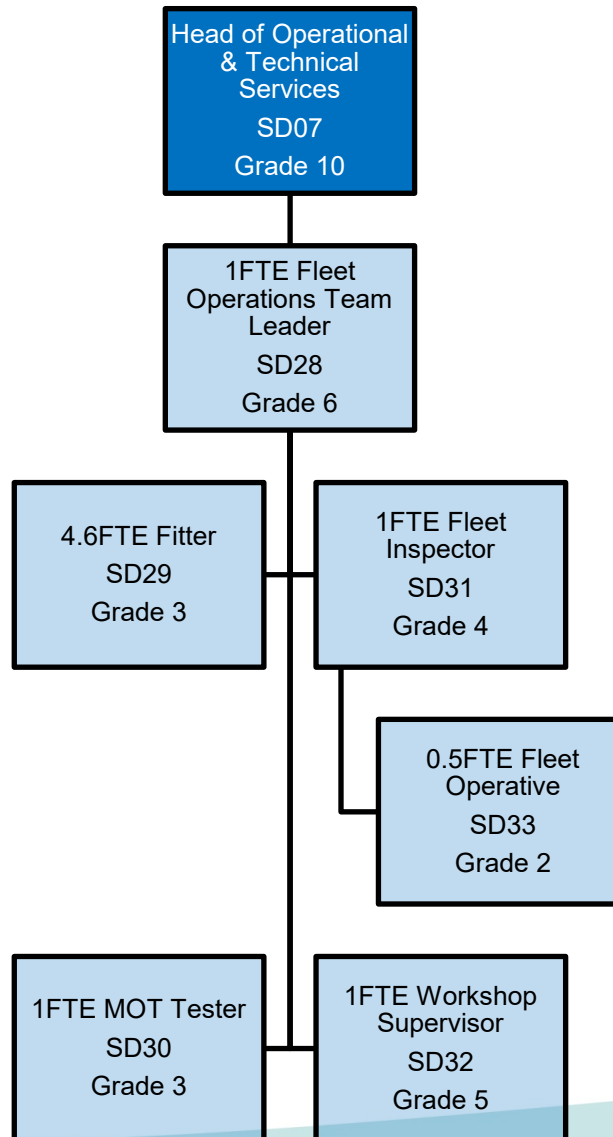 Head of Operational
& Technical
Services
SD07
Grade 10
1FTE Fleet
Operations Team
Leader
SD28
Grade 6
4.6FTE Fitter
SD29
Grade 3
1FTE Fleet
Inspector
SD31
Grade 4
0.5FTE Fleet
Operative
SD33
Grade 2
1FTE MOT Tester
SD30
Grade 3
1FTE Workshop
Supervisor
SD32
Grade 5